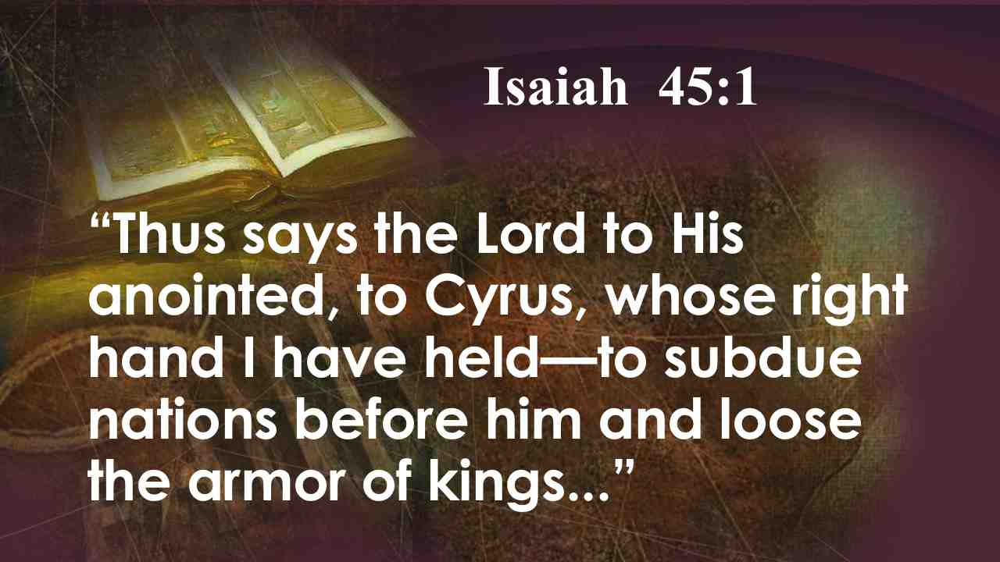 Isaiah 45:1
“Thus says the Lord to His
anointed, to Cyrus, whose right
hand I have held—to subdue
nations before him and loose
the armor of kings...”